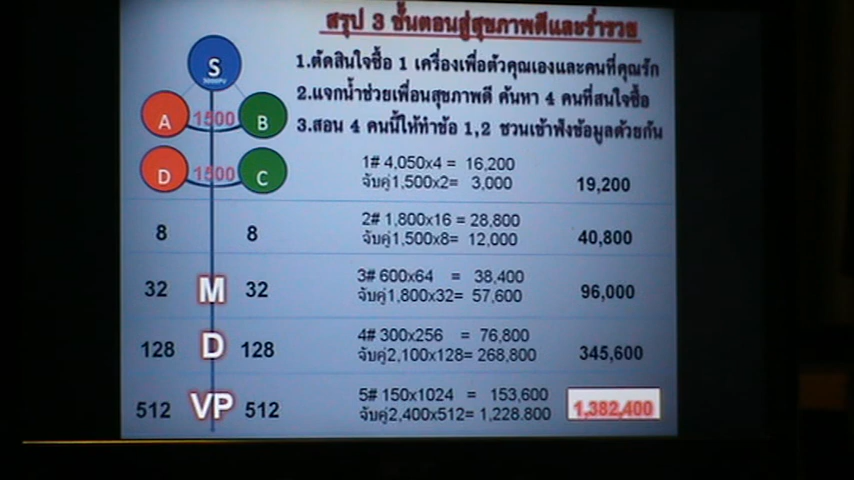 สรุป 3 ขั้นตอนสู่สุขภาพดีและร่ำรวย
1.ตัดสินใจซื้อ 1 เครื่องเพื่อตัวคุณเองและคนที่คุณรัก
2.แจกน้ำช่วยเพื่อนสุขภาพดี ค้นหา 4 คนที่สนใจซื้อ
3.สอน 4 คนนี้ให้ทำข้อ 1,2 ชวนเข้าฟังข้อมูลด้วยกัน
S
A 1500 B
D 1500 C
1# 4,050x4 = 16,200
จับคู่1,500x2= 3,000 19,200
8 8
2# 1,800x16 = 28,800
จับคู่1,500x8= 12,000 40,800
32 M 32
3# 600x64 = 38,400
จับคู่1,800x32= 57,600 96,000
128 D 128
4# 300x256 = 76,800
จับคู่2,100x128= 268,800 345,600
512 VP 512
5# 150x1024 = 153,600
จับคู่2,400x512= 1,228.800 1,382,400